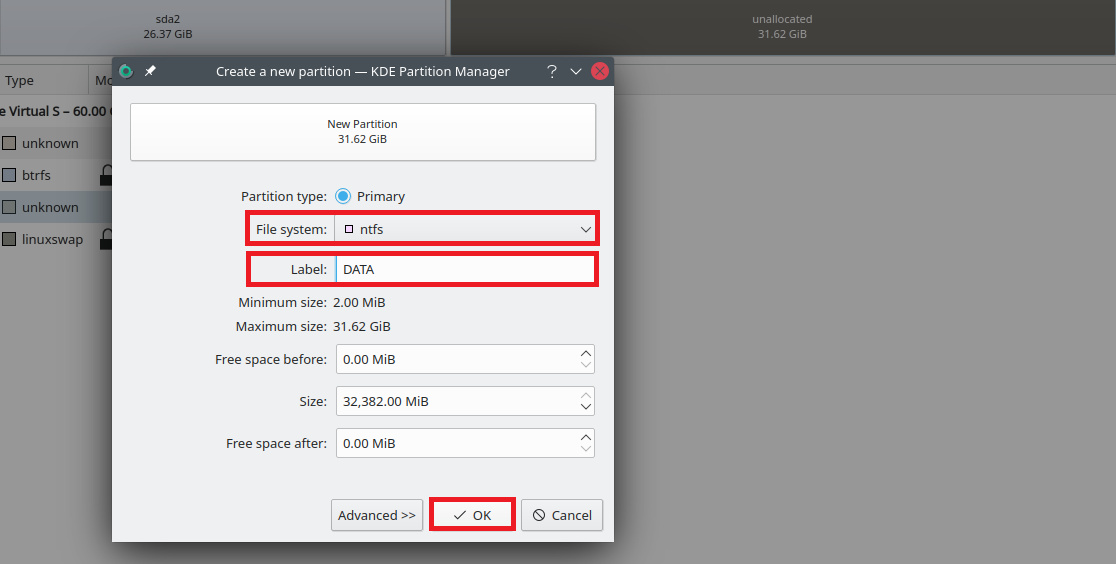 sda2
26.37 GiB
unallocated
31.62 GiB
Type
Mo
e Virtual S – 60.00 G
unknown
btrfs
unknown
linuxswap
Create a new partition — KDE Partition Manager
New Partition
31.62 GiB
Partition type: Primary
File system: ntfs
Label: DATA
Minimum size: 2.00 MiB
Maximum size: 31.62 GiB
Free space before: 0.00 MiB
Size: 32,382.00 MiB
Free space after: 0.00 MiB
Advanced >>
OK
Cancel